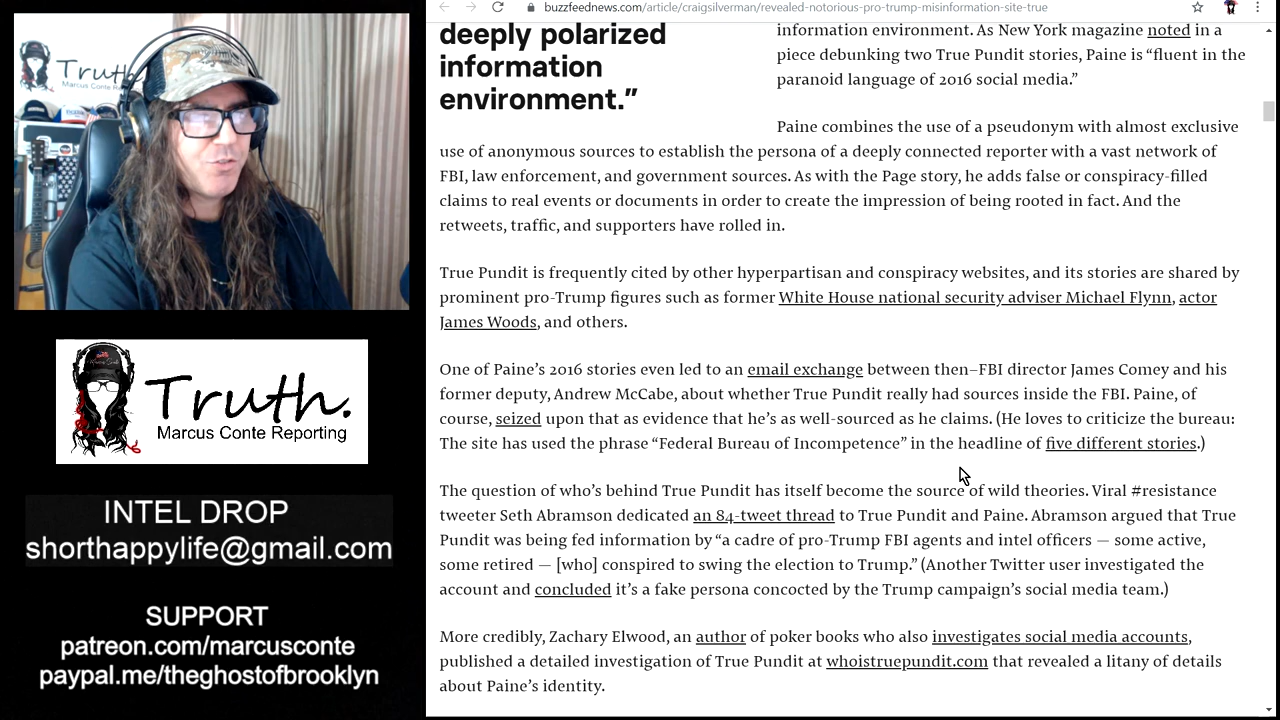 Truth.
Truth.
Marcus Conte Reporting
INTEL DROP
shorthappylife@gmail.com
SUPPORT
patreon.com/marcusconte
paypal.me/theghostofbrooklyn
buzzfeednews.com/article/craigsilverman/revealed-notorious-pro-trump-misinformation-site-true
deeply polarized
information
environment.”
information environment. As New York magazine noted in a
piece debunking two True Pundit stories, Paine is “fluent in the
paranoid language of 2016 social media.”
Paine combines the use of a pseudonym with almost exclusive
use of anonymous sources to establish the persona of a deeply connected reporter with a vast network of
FBI, law enforcement, and government sources. As with the Page story, he adds false or conspiracy-filled
claims to real events or documents in order to create the impression of being rooted in fact. And the
retweets, traffic, and supporters have rolled in.
True Pundit is frequently cited by other hyperpartisan and conspiracy websites, and its stories are shared by
prominent pro-Trump figures such as former White House national security adviser Michael Flynn, actor
James Woods, and others.
One of Paine’s 2016 stories even led to an email exchange between then–FBI director James Comey and his
former deputy, Andrew McCabe, about whether True Pundit really had sources inside the FBI. Paine, of
course, seized upon that as evidence that he’s as well-sourced as he claims. (He loves to criticize the bureau:
The site has used the phrase “Federal Bureau of Incompetence” in the headline of five different stories.)
The question of who’s behind True Pundit has itself become the source of wild theories. Viral #resistance
tweeter Seth Abramson dedicated an 84-tweet thread to True Pundit and Paine. Abramson argued that True
Pundit was being fed information by “a cadre of pro-Trump FBI agents and intel officers — some active,
some retired — [who] conspired to swing the election to Trump.” (Another Twitter user investigated the
account and concluded it’s a fake persona concocted by the Trump campaign’s social media team.)
More credibly, Zachary Elwood, an author of poker books who also investigates social media accounts,
published a detailed investigation of True Pundit at whoistruepundit.com that revealed a litany of details
about Paine’s identity.